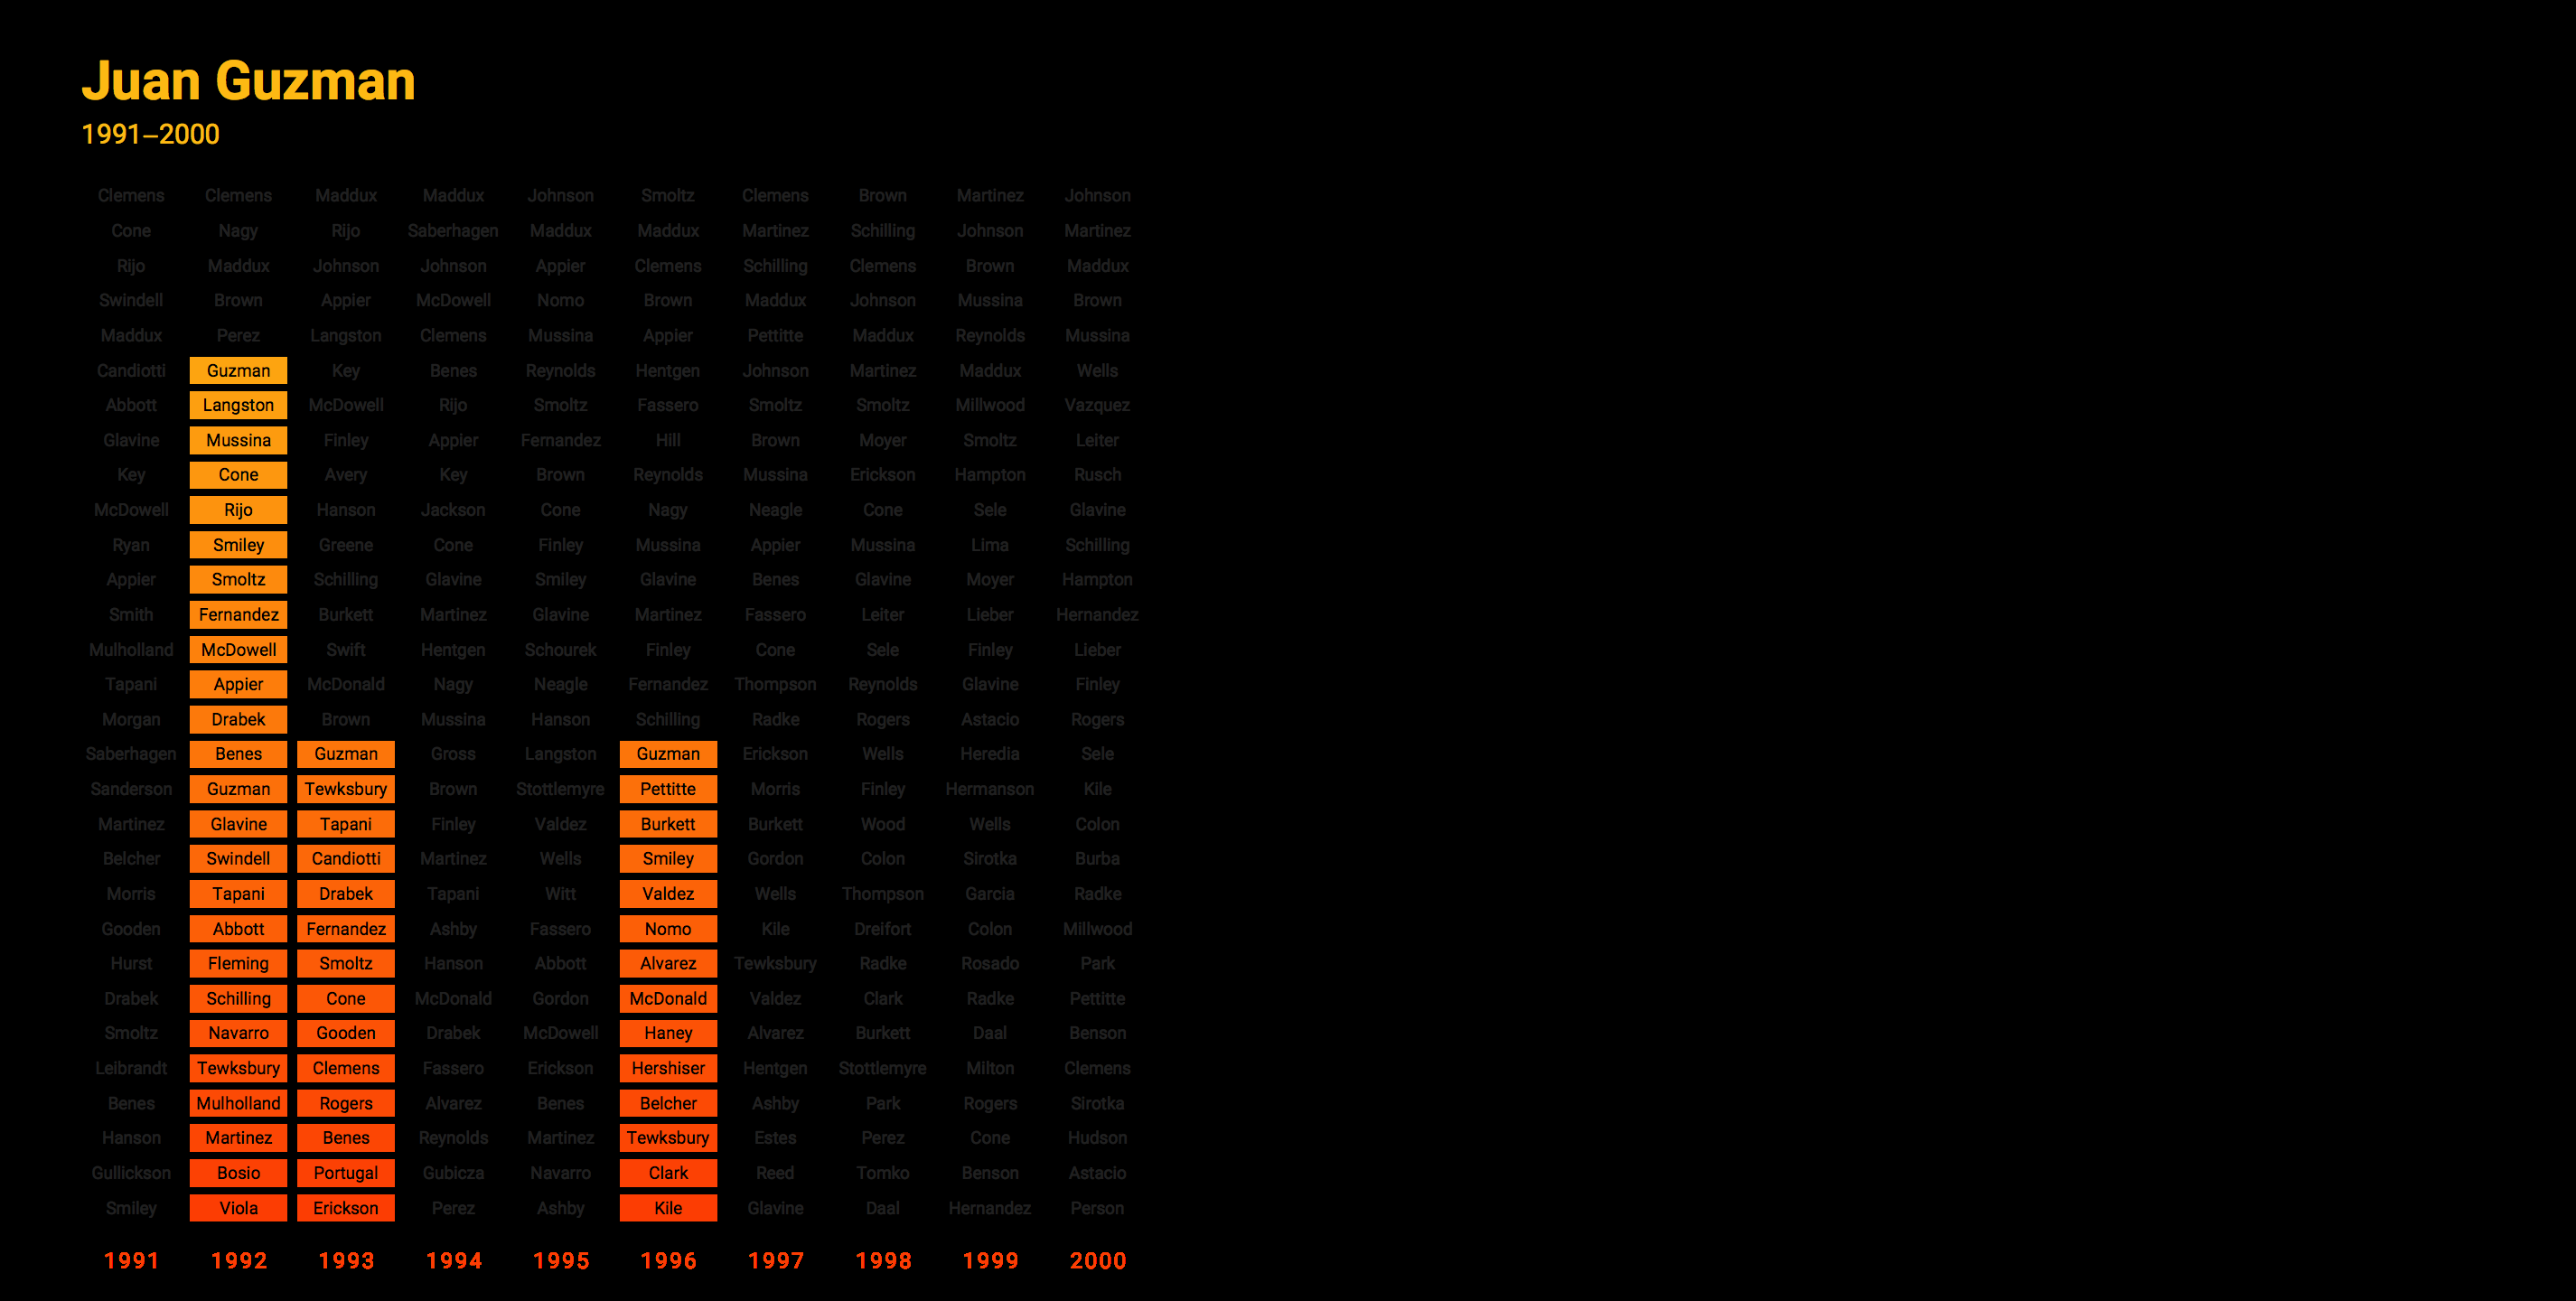 Juan Guzman
1991–2000
Clemens Clemens Maddux Maddux Johnson Smoltz Clemens Brown Martinez Johnson
Cone Nagy Rijo Saberhagen Maddux Maddux Martinez Schilling Johnson Martinez
Rijo Maddux Johnson Johnson Appier Clemens Schilling Clemens Brown Maddux
Swindell Brown Appier McDowell Nomo Brown Maddux Johnson Mussina Brown
Maddux Perez Langston Clemens Mussina Appier Pettitte Maddux Reynolds Mussina
Candiotti Guzman Key Benes Reynolds Hentgen Johnson Martinez Maddux Wells
Abbott Langston McDowell Rijo Smoltz Fassero Smoltz Smoltz Millwood Vazquez
Glavine Mussina Finley Appier Fernandez Hill Brown Moyer Smoltz Leiter
Key Cone Avery Key Brown Reynolds Mussina Erickson Hampton Rusch
McDowell Rijo Hanson Jackson Cone Nagy Neagle Cone Sele Glavine
Ryan Smiley Greene Cone Finley Mussina Appier Mussina Lima Schilling
Appier Smoltz Schilling Glavine Smiley Glavine Benes Glavine Moyer Hampton
Smith Fernandez Burkett Martinez Glavine Martinez Fassero Leiter Lieber Hernandez
Mulholland McDowell Swift Hentgen Schourek Finley Cone Sele Finley Lieber
Tapani Appier McDonald Nagy Neagle Fernandez Thompson Reynolds Glavine Finley
Morgan Drabek Brown Mussina Hanson Schilling Radke Rogers Astacio Rogers
Saberhagen Benes Guzman Gross Langston Guzman Erickson Wells Heredia Sele
Sanderson Guzman Tewksbury Brown Stottlemyre Pettitte Morris Finley Hermanson Kile
Martinez Glavine Tapani Finley Valdez Burkett Burkett Wood Wells Colon
Belcher Swindell Candiotti Martinez Wells Smiley Gordon Colon Sirotka Burba
Morris Tapani Drabek Tapani Witt Valdez Wells Thompson Garcia Radke
Gooden Abbott Fernandez Ashby Fassero Nomo Kile Dreifort Colon Millwood
Hurst Fleming Smoltz Hanson Abbott Alvarez Tewksbury Radke Rosado Park
Drabek Schilling Cone McDonald Gordon McDonald Valdez Clark Radke Pettitte
Smoltz Navarro Gooden Drabek McDowell Haney Alvarez Burkett Daal Benson
Leibrandt Tewksbury Clemens Fassero Erickson Hershiser Hentgen Stottlemyre Milton Clemens
Benes Mulholland Rogers Alvarez Benes Belcher Ashby Park Rogers Sirotka
Hanson Martinez Benes Reynolds Martinez Tewksbury Estes Perez Cone Hudson
Gullickson Bosio Portugal Gubicza Navarro Clark Reed Tomko Benson Astacio
Smiley Viola Erickson Perez Ashby Kile Glavine Daal Hernandez Person
1991 1992 1993 1994 1995 1996 1997 1998 1999 2000